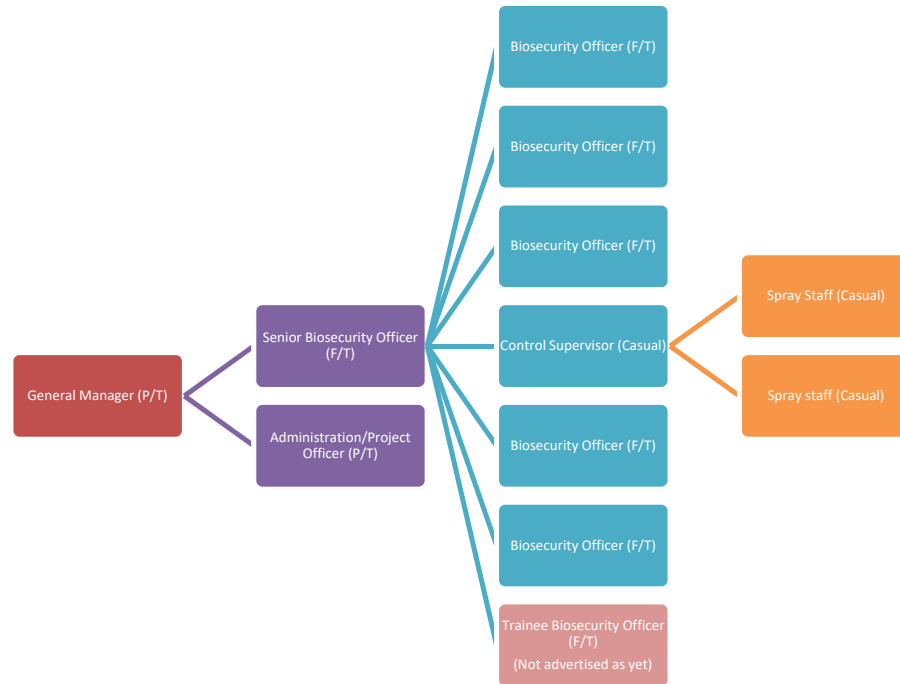 Biosecurity Officer (F/T)
Biosecurity Officer (F/T)
Biosecurity Officer (F/T)
Spray Staff (Casual)
Senior Biosecurity Officer
(F/T)
Control Supervisor (Casual)
General Manager (P/T)
Spray staff (Casual)
Administration/Project
Officer (P/T)
Biosecurity Officer (F/T)
Biosecurity Officer (F/T)
Trainee Biosecurity Officer
(F/T)
(Not advertised as yet)